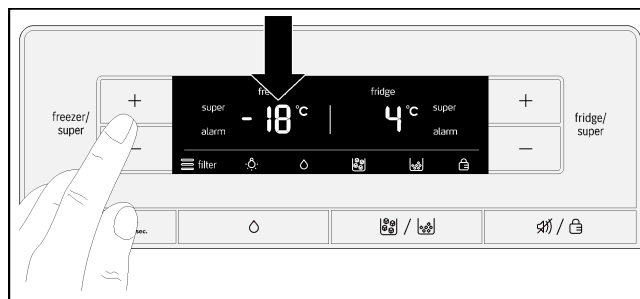 fridge
super super
-18 °C 4 °C
alarm alarm
filter
freezer/
super
+
−
+
−
fridge/
super
sec.
/
/